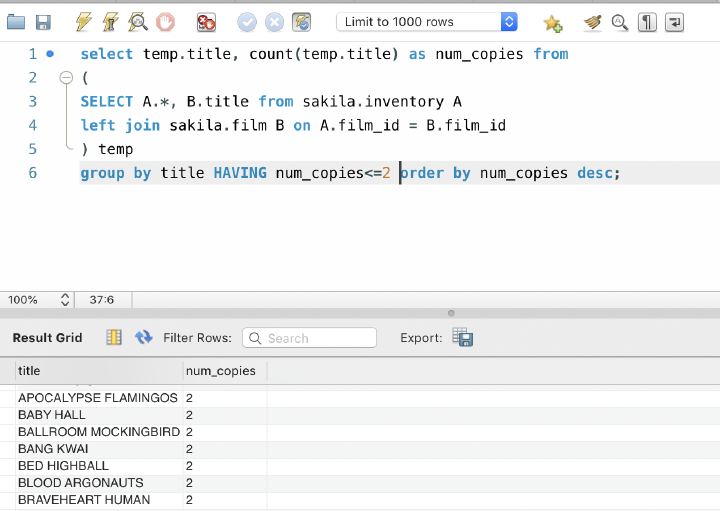 Limit to 1000 rows
1 select temp.title, count(temp.title) as num_copies from
2 (
3 SELECT A.*, B.title from sakila.inventory A
4 left join sakila.film B on A.film_id = B.film_id
5 ) temp
6 group by title HAVING num_copies<=2 order by num_copies desc;
100% 37:6
Result Grid Filter Rows: Search Export:
title num_copies
APOCALYPSE FLAMINGOS 2
BABY HALL 2
BALLROOM MOCKINGBIRD 2
BANG KWAI 2
BED HIGHBALL 2
BLOOD ARGONAUTS 2
BRAVEHEART HUMAN 2